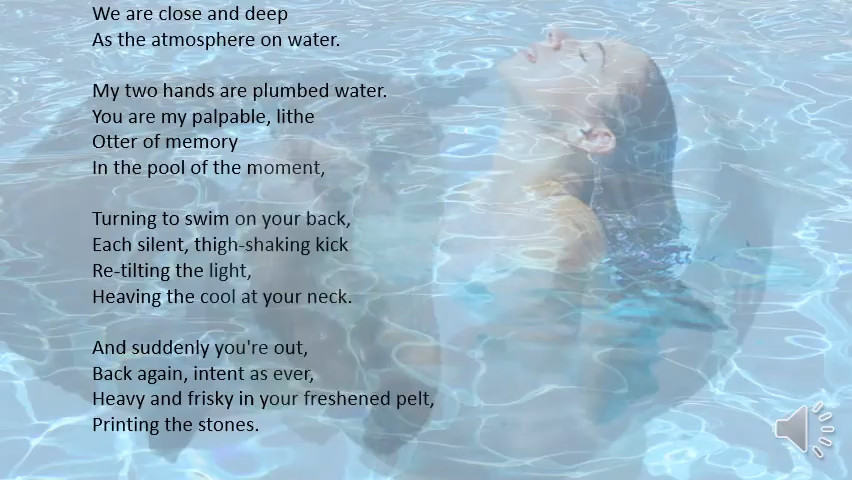 We are close and deep
As the atmosphere on water.
My two hands are plumbed water.
You are my palpable, lithe
Otter of memory
In the pool of the moment,
Turning to swim on your back,
Each silent, thigh-shaking kick
Re-tilting the light,
Heaving the cool at your neck.
And suddenly you're out,
Back again, intent as ever,
Heavy and frisky in your freshened pelt,
Printing the stones.